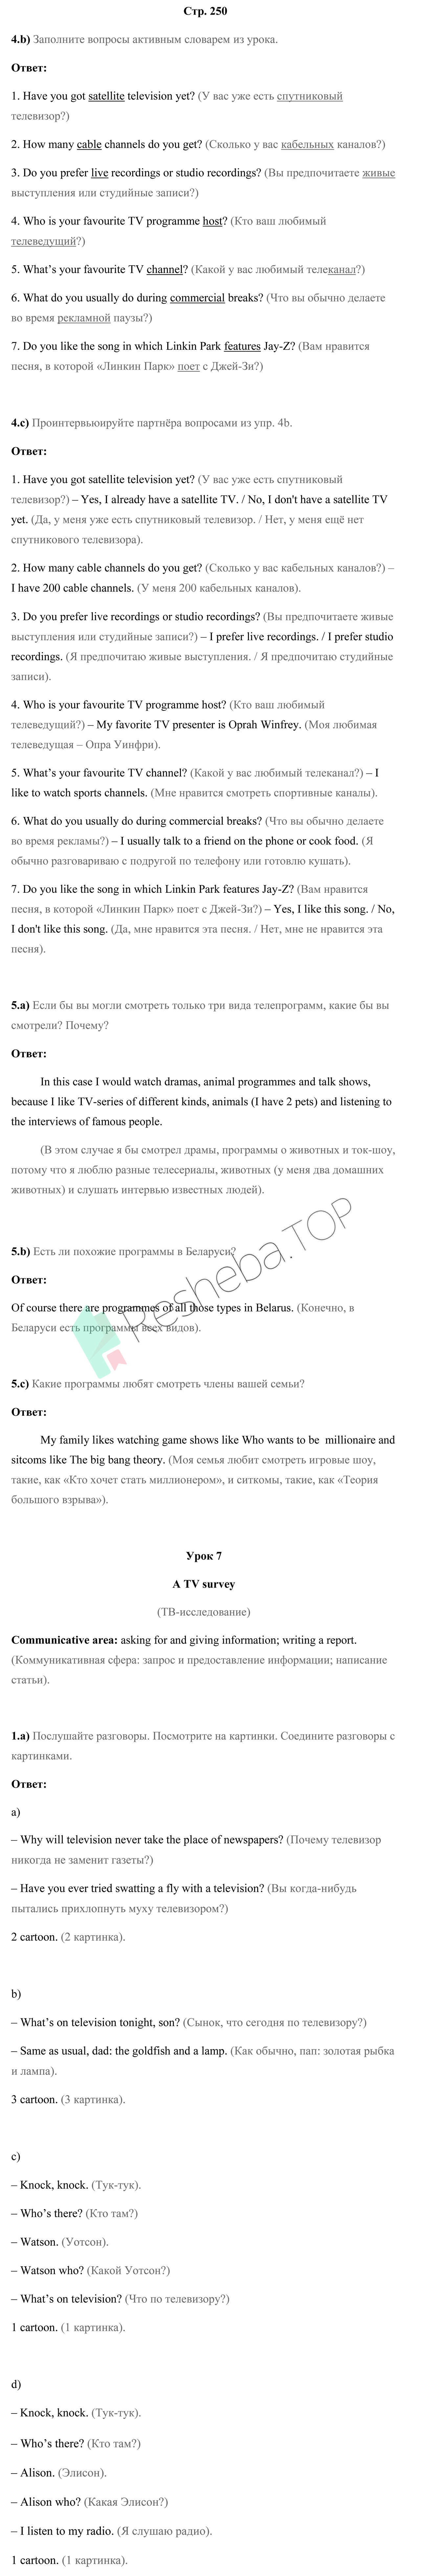 Стр. 250
4.b) Заполните вопросы активным словарем из урока.
Ответ:
1. Have you got satellite television yet? (У вас уже есть спутниковый
телевизор?)
2. How many cable channels do you get? (Сколько у вас кабельных каналов?)
3. Do you prefer live recordings or studio recordings? (Вы предпочитаете живые
выступления или студийные записи?)
4. Who is your favourite TV programme host? (Кто ваш любимый
телеведущий?)
5. What’s your favourite TV channel? (Какой у вас любимый телеканал?)
6. What do you usually do during commercial breaks? (Что вы обычно делаете
во время рекламной паузы?)
7. Do you like the song in which Linkin Park features Jay-Z? (Вам нравится
песня, в которой «Линкин Парк» поет с Джей-Зи?)
4.c) Проинтервьюируйте партнёра вопросами из упр. 4b.
Ответ:
1. Have you got satellite television yet? (У вас уже есть спутниковый
телевизор?) – Yes, I already have a satellite TV. / No, I don't have a satellite TV
yet. (Да, у меня уже есть спутниковый телевизор. / Нет, у меня ещё нет
спутникового телевизора).
2. How many cable channels do you get? (Сколько у вас кабельных каналов?) –
I have 200 cable channels. (У меня 200 кабельных каналов).
3. Do you prefer live recordings or studio recordings? (Вы предпочитаете живые
выступления или студийные записи?) – I prefer live recordings. / I prefer studio
recordings. (Я предпочитаю живые выступления. / Я предпочитаю студийные
записи).
4. Who is your favourite TV programme host? (Кто ваш любимый
телеведущий?) – My favorite TV presenter is Oprah Winfrey. (Моя любимая
телеведущая – Опра Уинфри).
5. What’s your favourite TV channel? (Какой у вас любимый телеканал?) – I
like to watch sports channels. (Мне нравится смотреть спортивные каналы).
6. What do you usually do during commercial breaks? (Что вы обычно делаете
во время рекламы?) – I usually talk to a friend on the phone or cook food. (Я
обычно разговариваю с подругой по телефону или готовлю кушать).
7. Do you like the song in which Linkin Park features Jay-Z? (Вам нравится
песня, в которой «Линкин Парк» поет с Джей-Зи?) – Yes, I like this song. / No,
I don't like this song. (Да, мне нравится эта песня. / Нет, мне не нравится эта
песня).
5.a) Если бы вы могли смотреть только три вида телепрограмм, какие бы вы
смотрели? Почему?
Ответ:
In this case I would watch dramas, animal programmes and talk shows,
because I like TV-series of different kinds, animals (I have 2 pets) and listening to
the interviews of famous people.
(В этом случае я бы смотрел драмы, программы о животных и ток-шоу,
потому что я люблю разные телесериалы, животных (у меня два домашних
животных) и слушать интервью известных людей).
5.b) Есть ли похожие программы в Беларуси?
Ответ:
Of course there are programmes of all those types in Belarus. (Конечно, в
Беларуси есть программы всех видов).
Resheba.TOP
5.c) Какие программы любят смотреть члены вашей семьи?
Ответ:
My family likes watching game shows like Who wants to be millionaire and
sitcoms like The big bang theory. (Моя семья любит смотреть игровые шоу,
такие, как «Кто хочет стать миллионером», и ситкомы, такие, как «Теория
большого взрыва»).
Урок 7
A TV survey
(ТВ-исследование)
Communicative area: asking for and giving information; writing a report.
(Коммуникативная сфера: запрос и предоставление информации; написание
статьи).
1.a) Послушайте разговоры. Посмотрите на картинки. Соедините разговоры с
картинками.
Ответ:
a)
– Why will television never take the place of newspapers? (Почему телевизор
никогда не заменит газеты?)
– Have you ever tried swatting a fly with a television? (Вы когда-нибудь
пытались прихлопнуть муху телевизором?)
2 cartoon. (2 картинка).
b)
– What’s on television tonight, son? (Сынок, что сегодня по телевизору?)
– Same as usual, dad: the goldfish and a lamp. (Как обычно, пап: золотая рыбка
и лампа).
3 cartoon. (3 картинка).
c)
– Knock, knock. (Тук-тук).
– Who’s there? (Кто там?)
– Watson. (Уотсон).
– Watson who? (Какой Уотсон?)
– What’s on television? (Что по телевизору?)
1 cartoon. (1 картинка).
d)
– Knock, knock. (Тук-тук).
– Who’s there? (Кто там?)
– Alison. (Элисон).
– Alison who? (Какая Элисон?)
– I listen to my radio. (Я слушаю радио).
1 cartoon. (1 картинка).